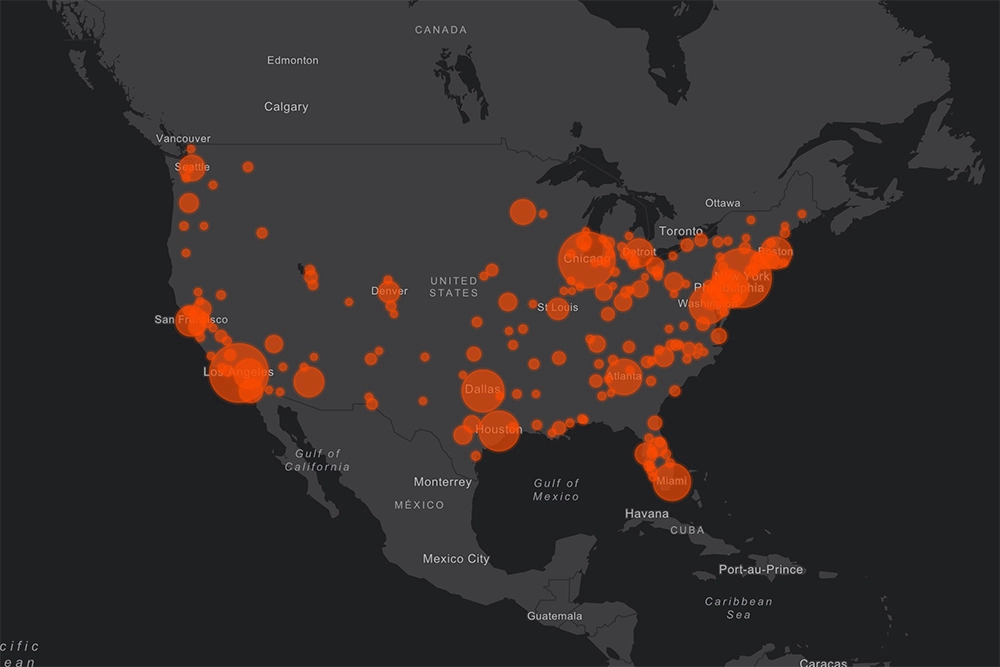 CANADA
Edmonton
Calgary
Vancouver
Seattle
Ottawa
Toronto
Boston
Detroit
Chicago
New York
Philadelphia
Denver
UNITED
STATES
St Louis
Washington
San Francisco
Los Angeles
Atlanta
Dallas
Houston
Gulf of
California
Monterrey
Gulf of
Mexico
Miami
MÉXICO
Havana
CUBA
Mexico City
Port-au-Prince
Caribbean
Sea
Guatemala
cific
ean
Caracas